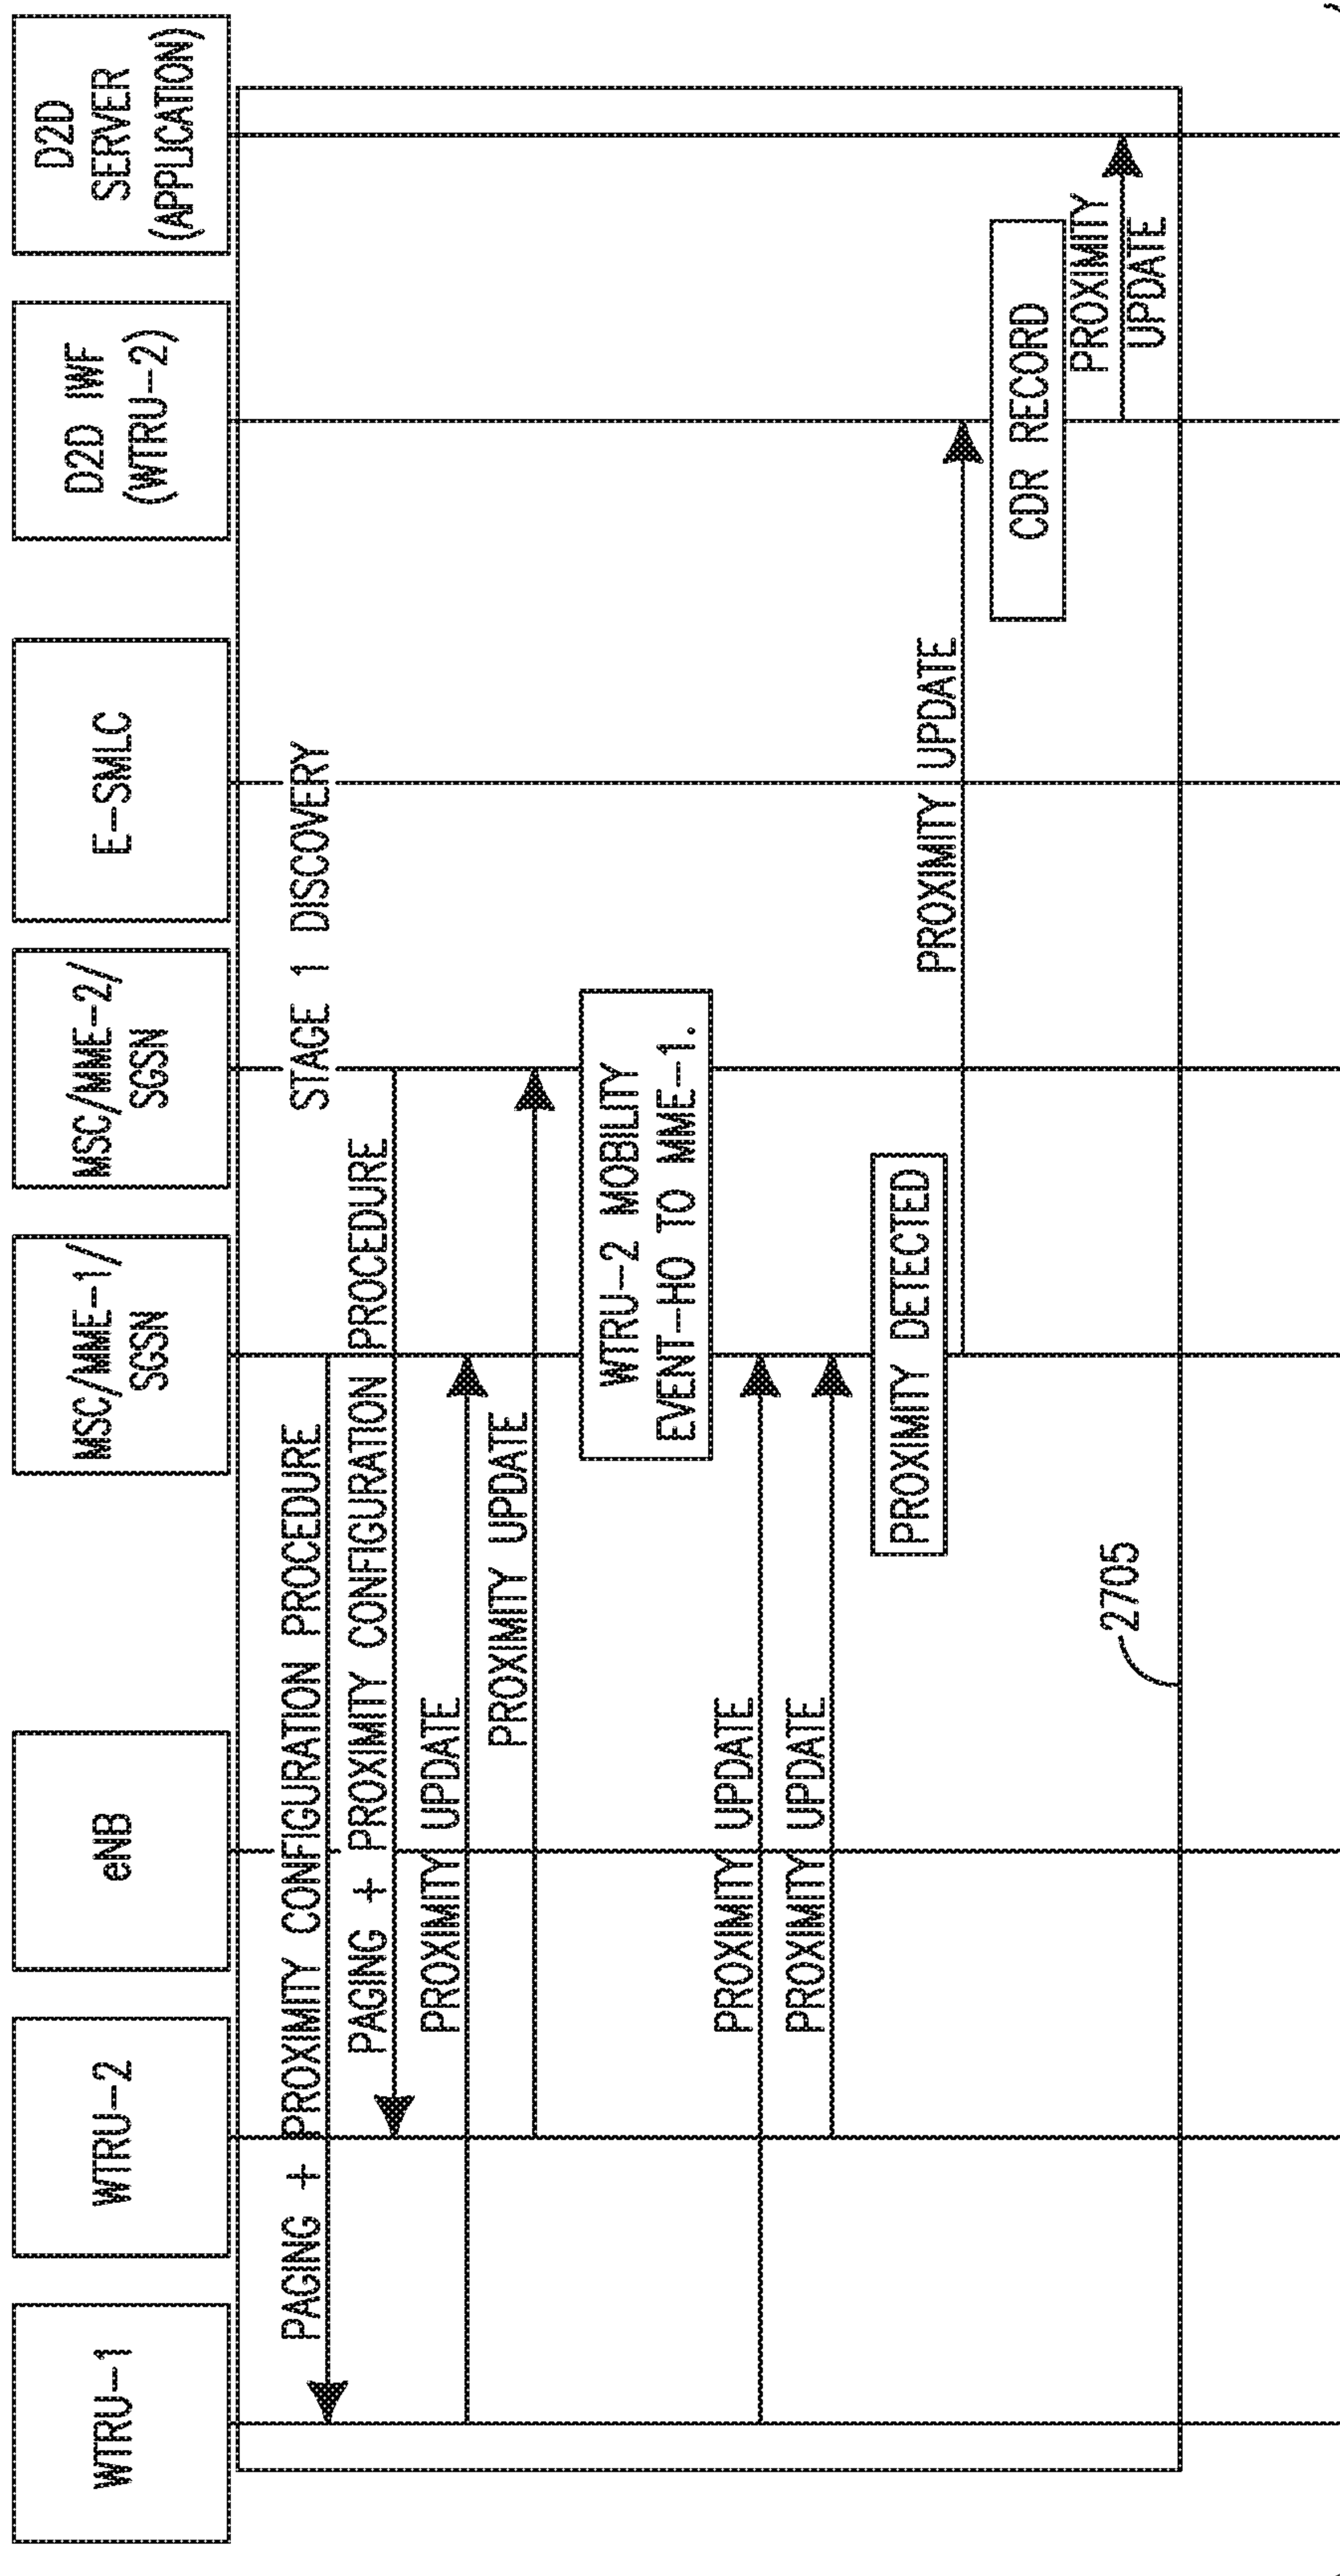 WTRU-1
WTRU-2
eNB
MSC/MME-1/
SGSN
MSC/MME-2/
SGSN
E-SMLC
D2D IWF
(WTRU-2)
D2D
SERVER
(APPLICATION)
STAGE 1 DISCOVERY
PAGING + PROXIMITY CONFIGURATION PROCEDURE
PAGING + PROXIMITY CONFIGURATION PROCEDURE
PROXIMITY UPDATE
PROXIMITY UPDATE
WTRU-2 MOBILITY
EVENT-HO TO MME-1.
PROXIMITY UPDATE
PROXIMITY UPDATE
PROXIMITY DETECTED
PROXIMITY UPDATE
CDR RECORD
PROXIMITY
UPDATE
2705